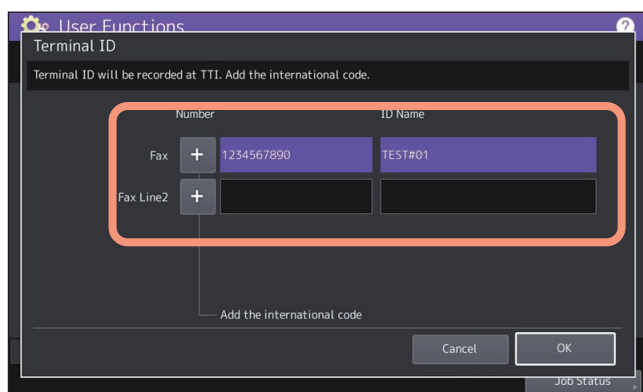 User Functions
?
Terminal ID
Terminal ID will be recorded at TTI. Add the international code.
Number ID Name
Fax + 1234567890 TEST#01
Fax Line2 +
Add the international code
Cancel OK
Job Status